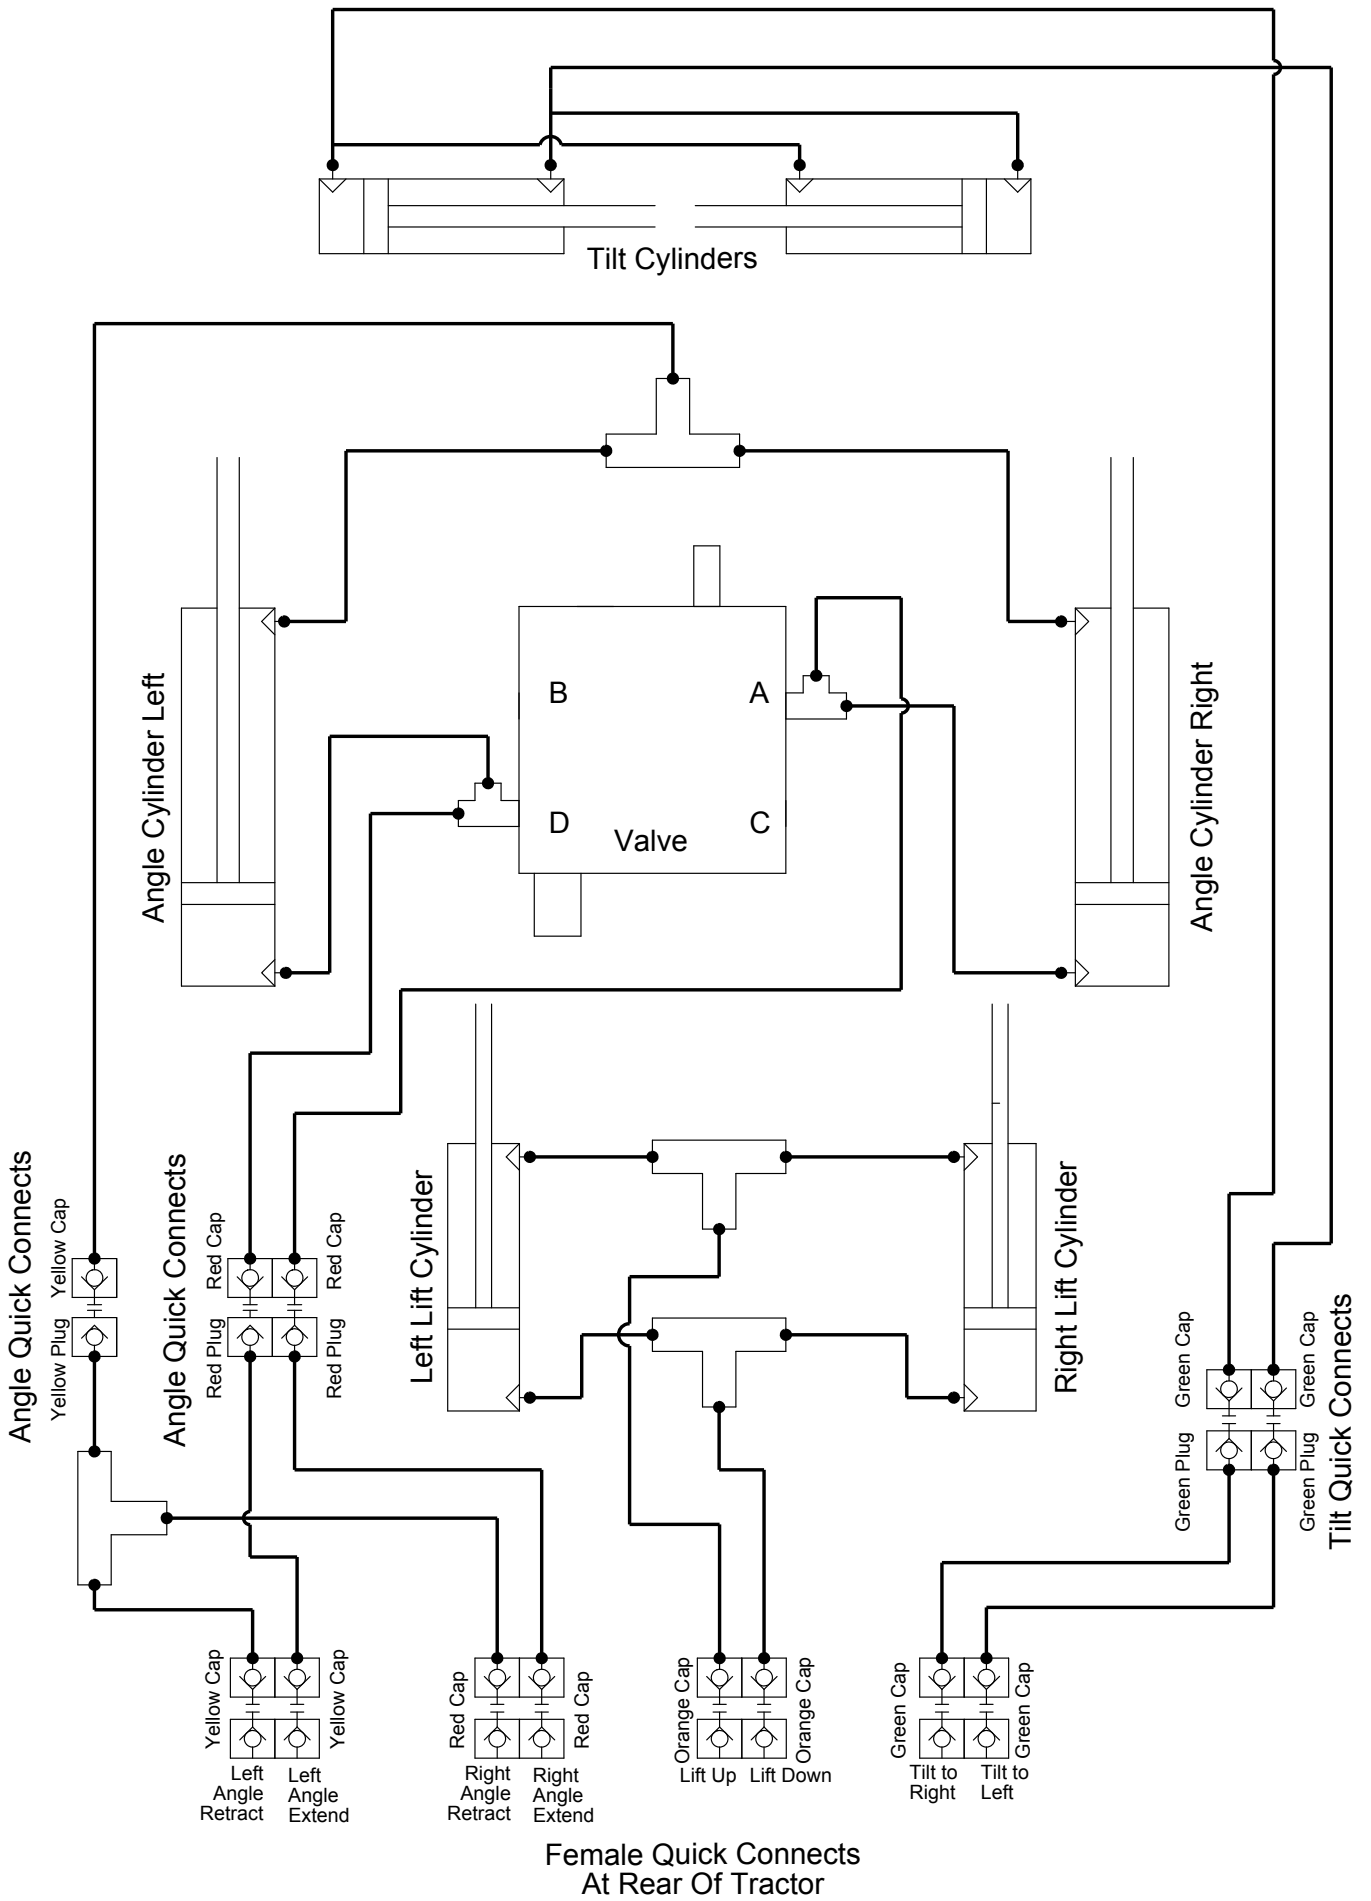 Tilt Cylinders
Angle Cylinder Left
B
A
D
C
Valve
Angle Cylinder Right
Angle Quick Connects
Yellow Cap
Yellow Plug
Angle Quick Connects
Red Cap
Red Cap
Red Plug
Red Plug
Left Lift Cylinder
Right Lift Cylinder
Green Cap
Green Cap
Green Plug
Green Plug
Tilt Quick Connects
Yellow Cap
Yellow Cap
Red Cap
Red Cap
Orange Cap
Orange Cap
Green Cap
Green Cap
Left
Angle
Retract
Left
Angle
Extend
Right
Angle
Retract
Right
Angle
Extend
Lift Up
Lift Down
Tilt to
Right
Tilt to
Left
Female Quick Connects
At Rear Of Tractor